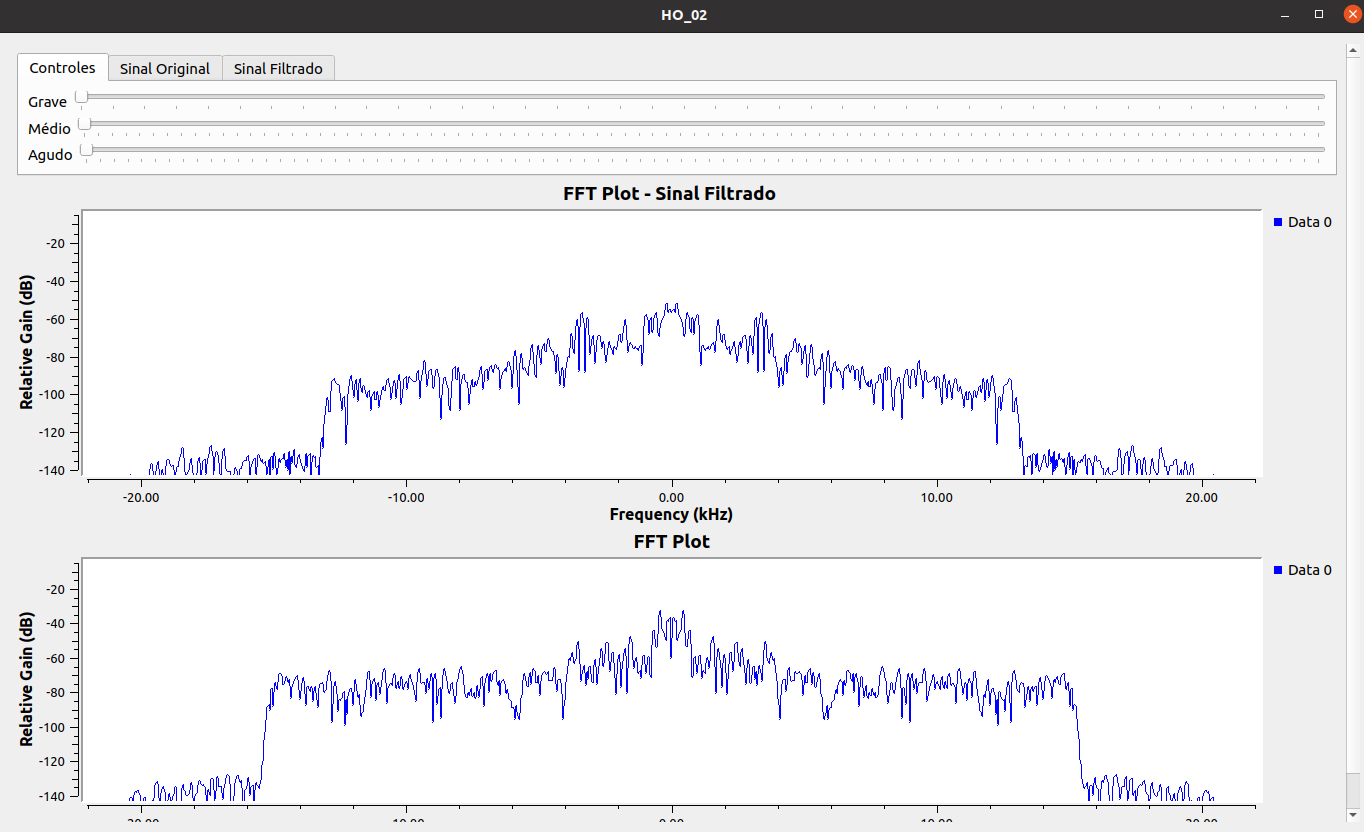 HO_02
Controles Sinal Original Sinal Filtrado
Grave
Médio
Agudo
FFT Plot - Sinal Filtrado
Data 0
Relative Gain (dB)
-20
-40
-60
-80
-100
-120
-140
-20.00 -10.00 0.00 10.00 20.00
Frequency (kHz)
FFT Plot
Data 0
Relative Gain (dB)
-20
-40
-60
-80
-100
-120
-140